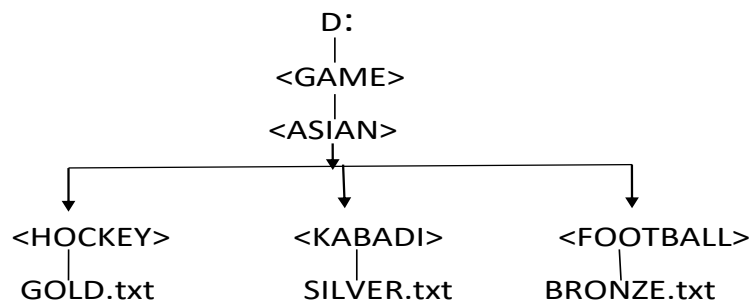 D:
<GAME>
<ASIAN>
<HOCKEY> <KABADI> <FOOTBALL>
GOLD.txt SILVER.txt BRONZE.txt